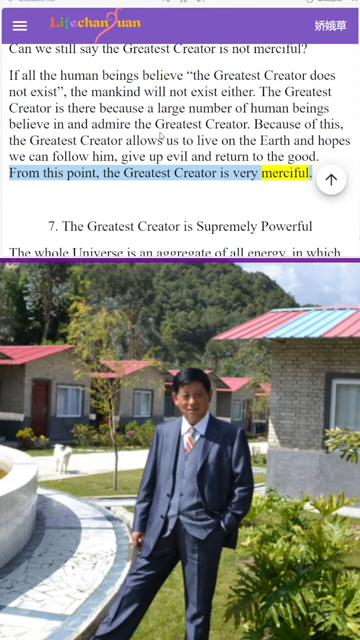 Lifechanyuan
娇娥草
Can we still say the Greatest Creator is not merciful?
If all the human beings believe “the Greatest Creator does
not exist”, the mankind will not exist either. The Greatest
Creator is there because a large number of human beings
believe in and admire the Greatest Creator. Because of this,
the Greatest Creator allows us to live on the Earth and hopes
we can follow him, give up evil and return to the good.
From this point, the Greatest Creator is very merciful.
7. The Greatest Creator is Supremely Powerful
The whole Universe is an aggregate of all energy, in which